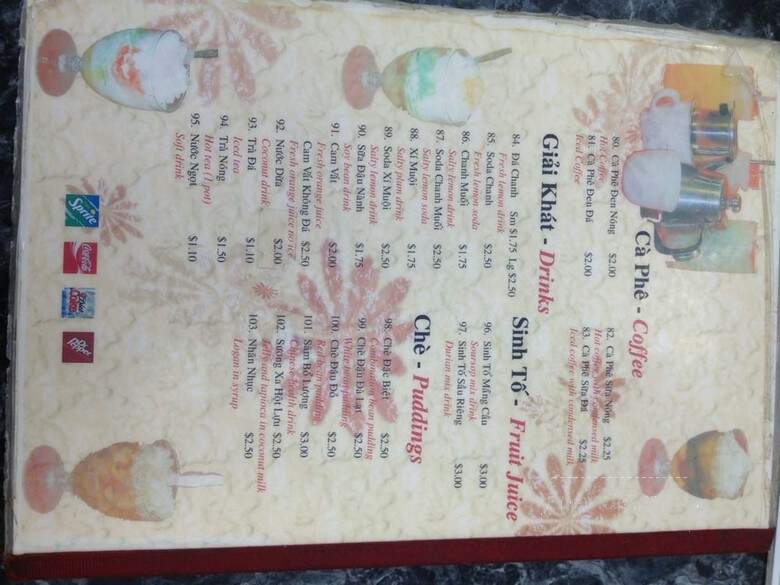 Cà Phê - Coffee
80. Cà Phê Đen Nóng $2.00
Hot Coffee
81. Cà Phê Đen Đá $2.00
Iced Coffee
82. Cà Phê Sữa Nóng $2.25
Hot coffee with condensed milk
83. Cà Phê Sữa Đá $2.25
Iced coffee with condensed milk
Giải Khát - Drinks
84. Đá Chanh Sm $1.75 Lg $2.50
Fresh lemon drink
85. Soda Chanh $2.50
Fresh lemon soda
86. Chanh Muối $1.75
Salty lemon drink
87. Soda Chanh Muối $2.50
Salty lemon soda
88. Xí Muội $1.75
Salty plum drink
89. Soda Xí Muội $2.50
Salty lemon drink
90. Sữa Đậu Nành $1.75
Soy bean drink
91. Cam Vắt $2.00
Fresh orange juice
Cam Vắt Không Đá $2.50
Fresh orange juice no ice
92. Nước Dừa $2.00
Coconut drink
93. Trà Đá $1.10
Iced tea
94. Trà Nóng $1.50
Hot tea (1 pot)
95. Nước Ngọt $1.10
Soft drink
Sprite
Coca-Cola
Dr Pepper
Sinh Tố - Fruit Juice
96. Sinh Tố Mãng Cầu $3.00
Soursop mix drink
97. Sinh Tố Sầu Riêng $3.00
Durian mix drink
Chè - Puddings
98. Chè Đặc Biệt $2.50
Combination bean pudding
99. Chè Đậu Đà Lạt $2.50
White bean pudding
100. Chè Đậu Đỏ $2.50
Red bean pudding
101. Sâm Bổ Lượng $3.00
Chinese health drink
102. Sương Xa Hột Lựu $2.50
Jelly and tapioca in coconut milk
103. Nhãn Nhục $2.50
Logan in syrup